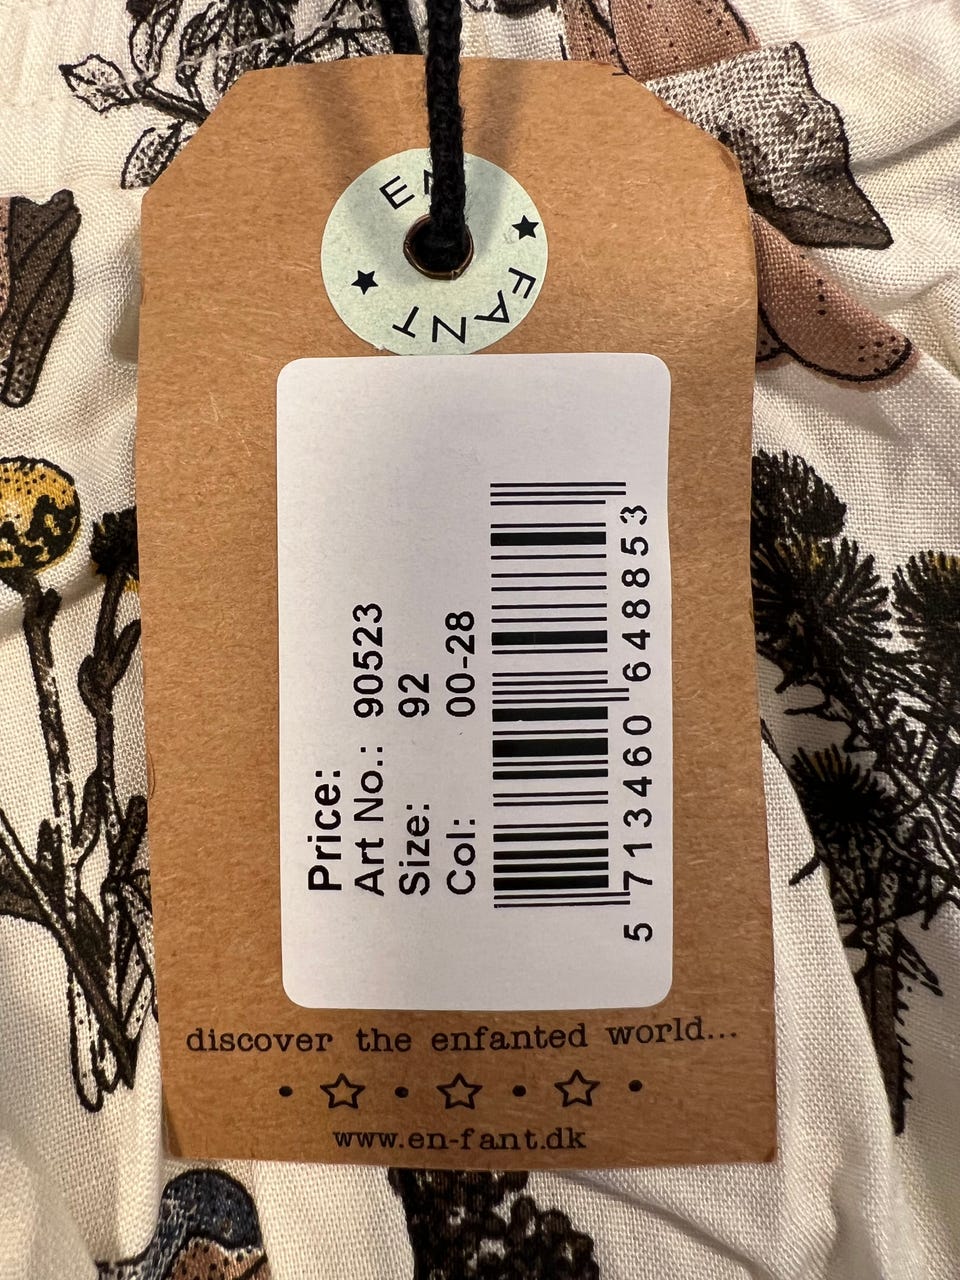 EN ★ FANT ★
Price:
Art No.: 90523
Size: 92
Col: 00-28
5 713460 648853
discover the enfanted world...
www.en-fant.dk